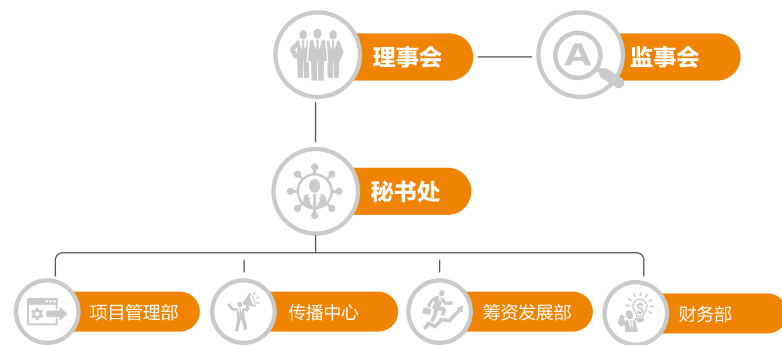 理事会
A
监事会
秘书处
项目管理部
传播中心
筹资发展部
财务部